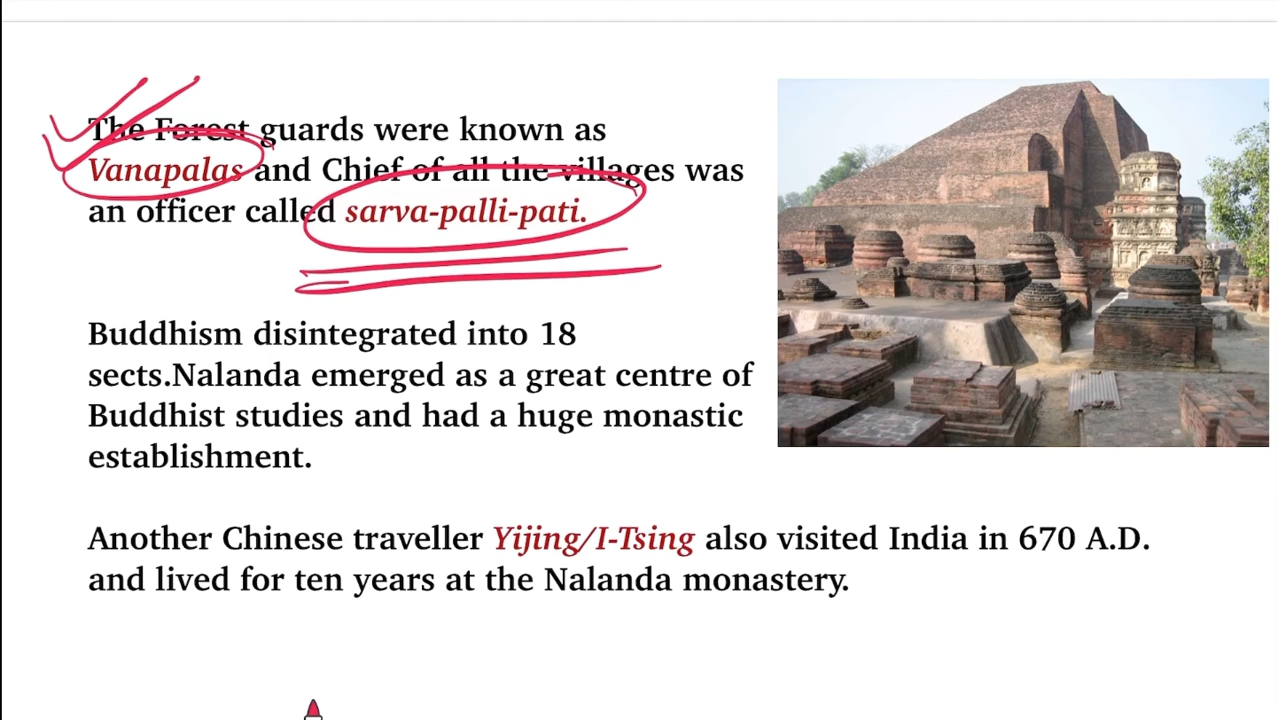 The Forest guards were known as
Vanapalas and Chief of all the villages was
an officer called sarva-palli-pati.
Buddhism disintegrated into 18
sects.Nalanda emerged as a great centre of
Buddhist studies and had a huge monastic
establishment.
Another Chinese traveller Yijing/I-Tsing also visited India in 670 A.D.
and lived for ten years at the Nalanda monastery.